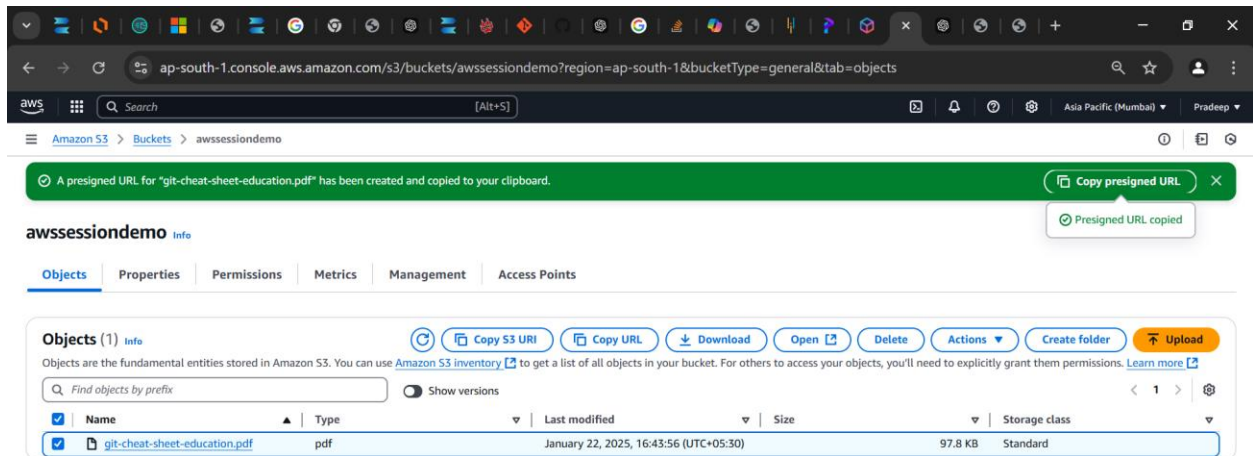 ap-south-1.console.aws.amazon.com/s3/buckets/awssessiondemo?region=ap-south-1&bucketType=general&tab=objects
aws Search [Alt+S] Asia Pacific (Mumbai) Pradeep
Amazon S3 > Buckets > awssessiondemo
A presigned URL for "git-cheat-sheet-education.pdf" has been created and copied to your clipboard. Copy presigned URL
Presigned URL copied
awssessiondemo Info
Objects Properties Permissions Metrics Management Access Points
Objects (1) Info Copy S3 URI Copy URL Download Open Delete Actions Create folder Upload
Objects are the fundamental entities stored in Amazon S3. You can use Amazon S3 inventory to get a list of all objects in your bucket. For others to access your objects, you'll need to explicitly grant them permissions. Learn more
Find objects by prefix Show versions 1
Name Type Last modified Size Storage class
git-cheat-sheet-education.pdf pdf January 22, 2025, 16:43:56 (UTC+05:30) 97.8 KB Standard